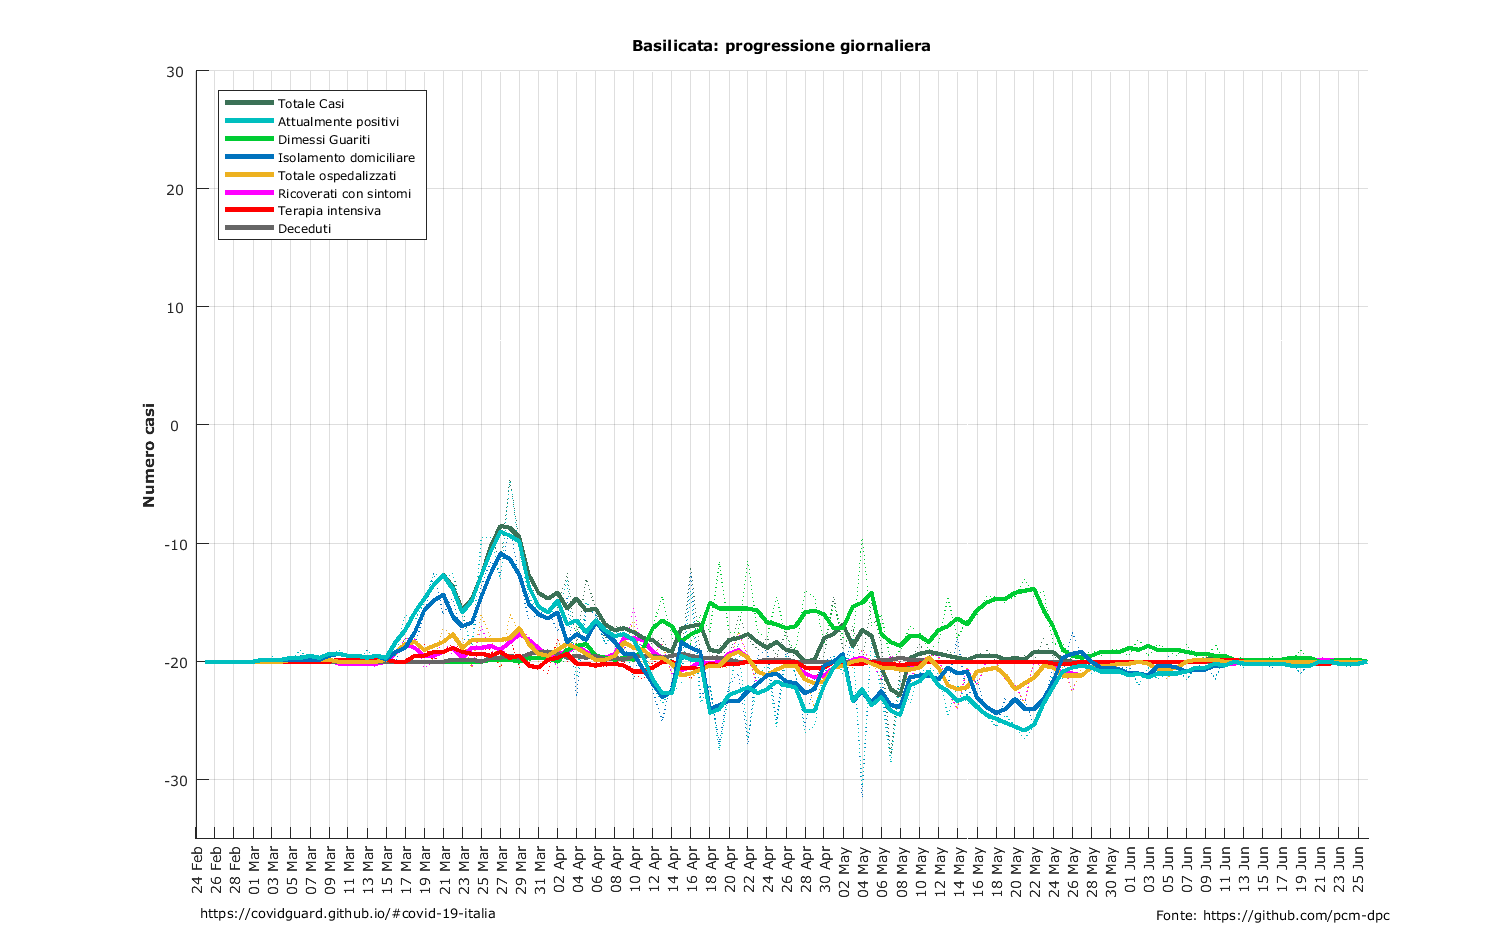 Basilicata: progressione giornaliera
Numero casi
30
20
10
0
-10
-20
-30
Totale Casi
Attualmente positivi
Dimessi Guariti
Isolamento domiciliare
Totale ospedalizzati
Ricoverati con sintomi
Terapia intensiva
Deceduti
24 Feb
26 Feb
28 Feb
01 Mar
03 Mar
05 Mar
07 Mar
09 Mar
11 Mar
13 Mar
15 Mar
17 Mar
19 Mar
21 Mar
23 Mar
25 Mar
27 Mar
29 Mar
31 Mar
02 Apr
04 Apr
06 Apr
08 Apr
10 Apr
12 Apr
14 Apr
16 Apr
18 Apr
20 Apr
22 Apr
24 Apr
26 Apr
28 Apr
30 Apr
02 May
04 May
06 May
08 May
10 May
12 May
14 May
16 May
18 May
20 May
22 May
24 May
26 May
28 May
30 May
01 Jun
03 Jun
05 Jun
07 Jun
09 Jun
11 Jun
13 Jun
15 Jun
17 Jun
19 Jun
21 Jun
23 Jun
25 Jun
https://covidguard.github.io/#covid-19-italia
Fonte: https://github.com/pcm-dpc